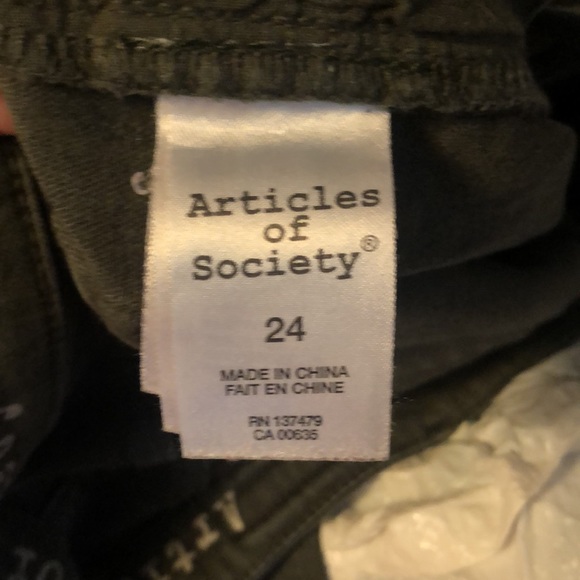 Articles
of
Society®
24
MADE IN CHINA
FAIT EN CHINE
RN 137479
CA 00635